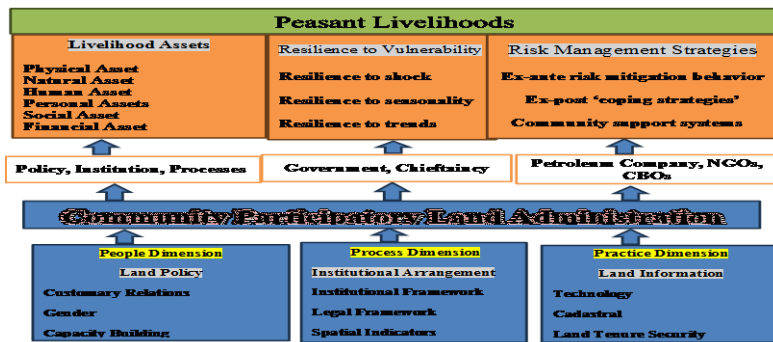 Peasant Livelihoods
Livelihood Assets
Physical Asset
Natural Asset
Human Asset
Personal Assets
Social Asset
Financial Asset
Resilience to Vulnerability
Resilience to shock
Resilience to seasonality
Resilience to trends
Risk Management Strategies
Ex-ante risk mitigation behavior
Ex-post ‘coping strategies’
Community support systems
Policy, Institution, Processes
Government, Chieftaincy
Petroleum Company, NGOs,
CBOs
Community/Participatory Land Administration
People Dimension
Land Policy
Customary Relations
Gender
Capacity Building
Process Dimension
Institutional Arrangement
Institutional Framework
Legal Framework
Spatial Indicators
Practice Dimension
Land Information
Technology
Cadastral
Land Tenure Security